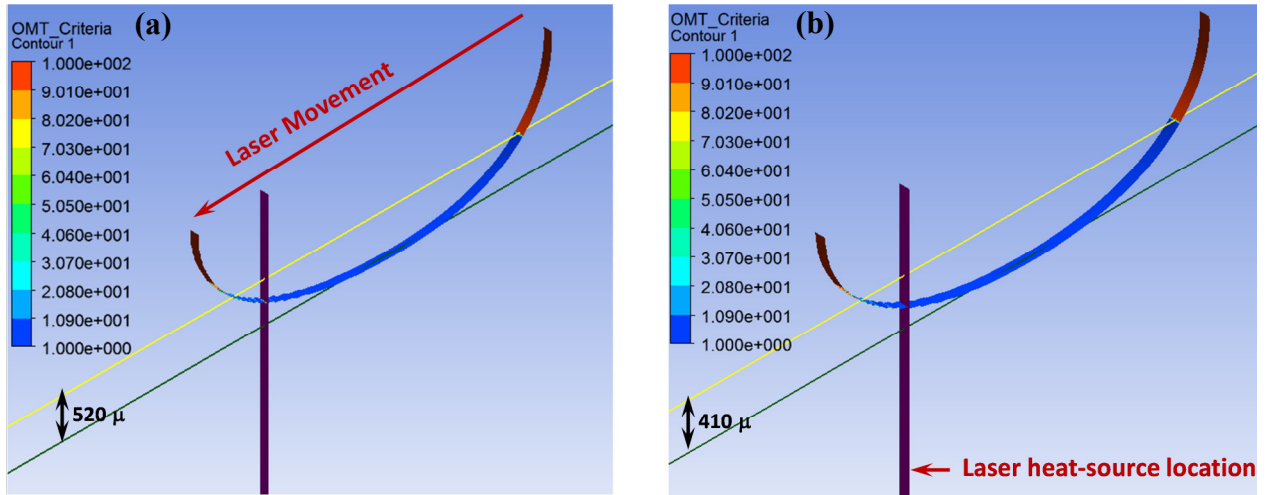 (a)
OMT_Criteria
Contour 1
1.000e+002
9.010e+001
8.020e+001
7.030e+001
6.040e+001
5.050e+001
4.060e+001
3.070e+001
2.080e+001
1.090e+001
1.000e+000
Laser Movement
520 μ
(b)
OMT_Criteria
Contour 1
1.000e+002
9.010e+001
8.020e+001
7.030e+001
6.040e+001
5.050e+001
4.060e+001
3.070e+001
2.080e+001
1.090e+001
1.000e+000
410 μ
Laser heat-source location